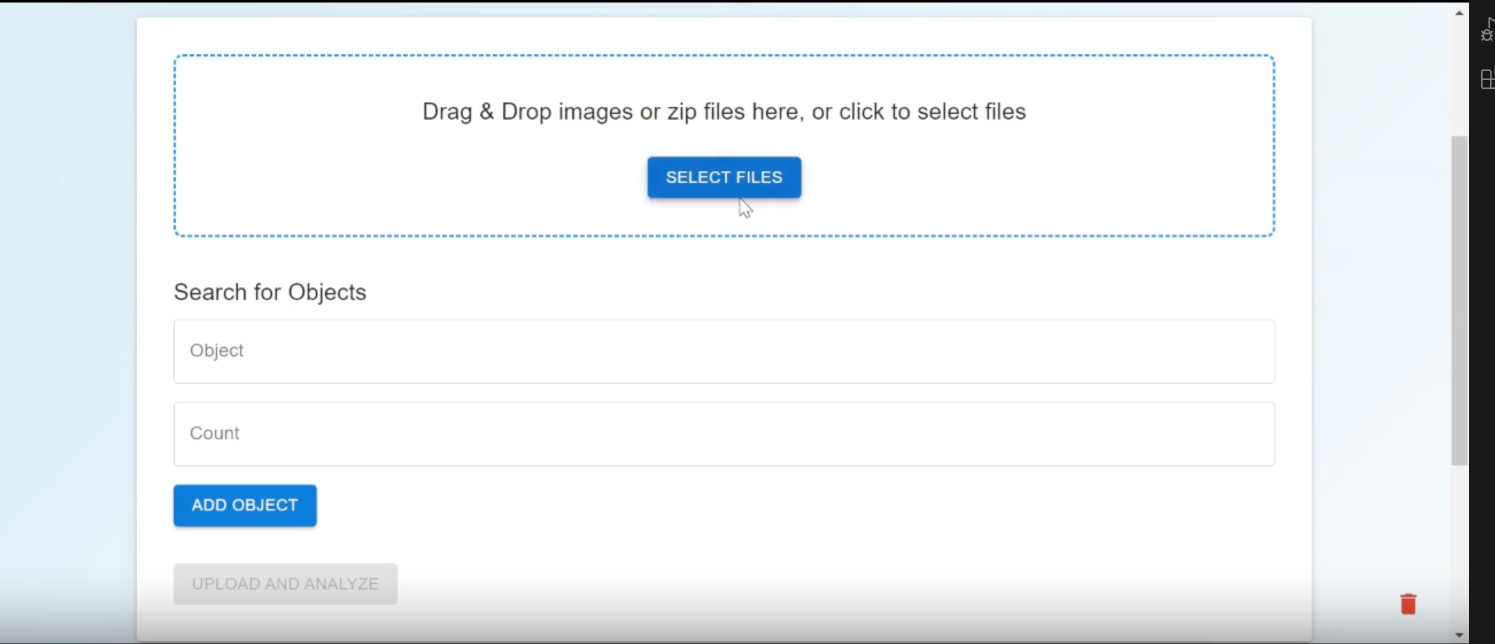 Drag & Drop images or zip files here, or click to select files
SELECT FILES
Search for Objects
Object
Count
ADD OBJECT
UPLOAD AND ANALYZE